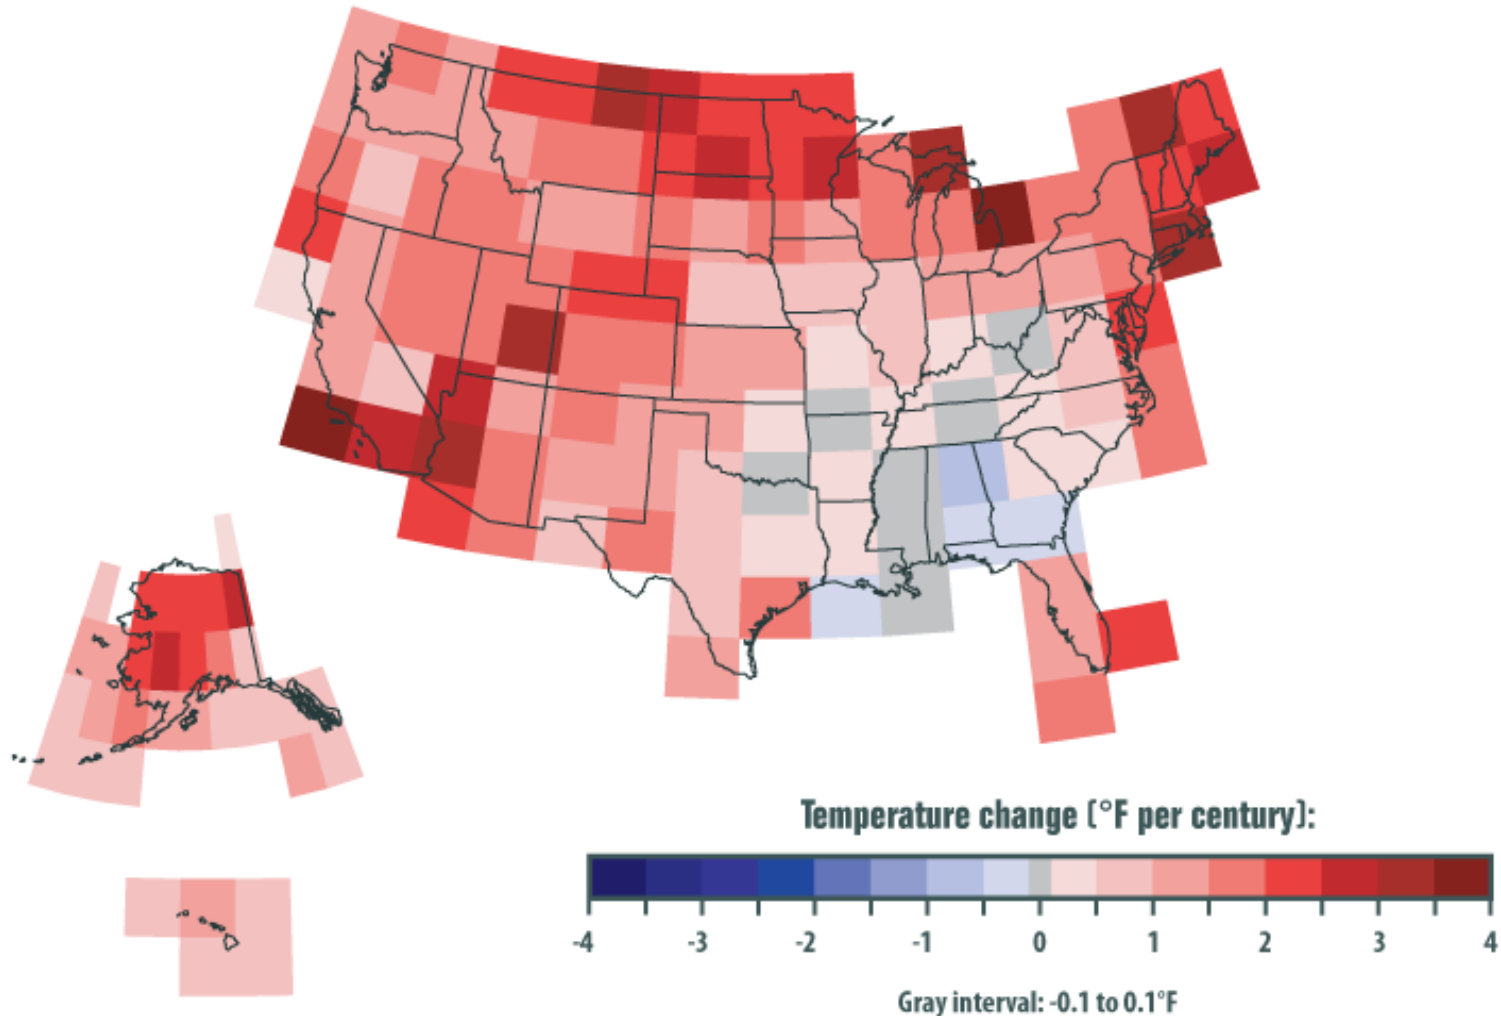 Temperature change (°F per century):
-4 -3 -2 -1 0 1 2 3 4
Gray interval: -0.1 to 0.1°F